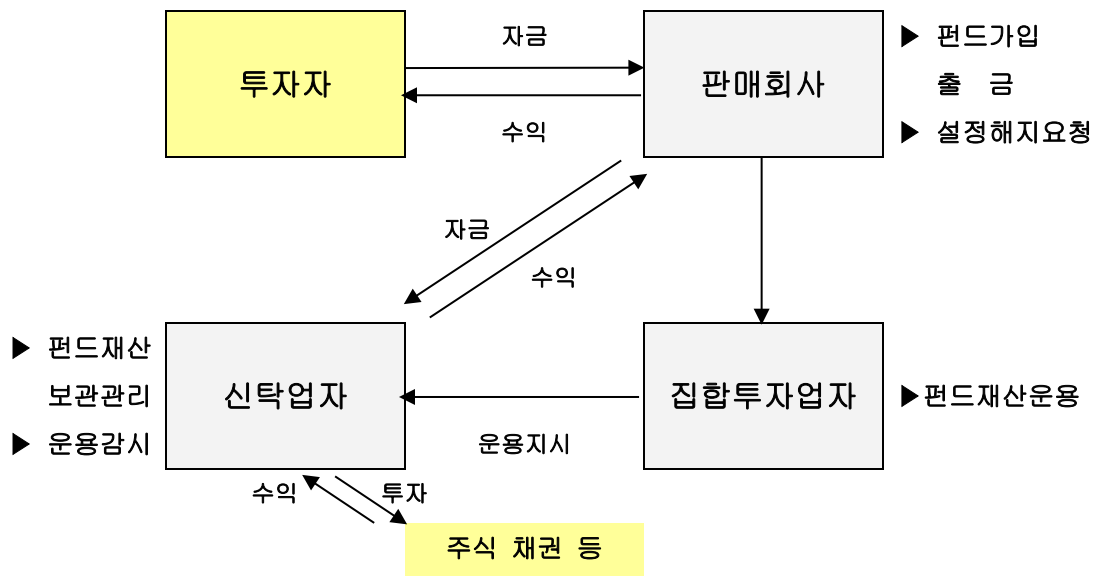 자금
투자자
판매회사
▶ 펀드가입
출 금
▶ 설정해지요청
수익
자금
수익
▶ 펀드재산
보관관리
▶ 운용감시
신탁업자
집합투자업자
▶펀드재산운용
운용지시
수익
투자
주식 채권 등